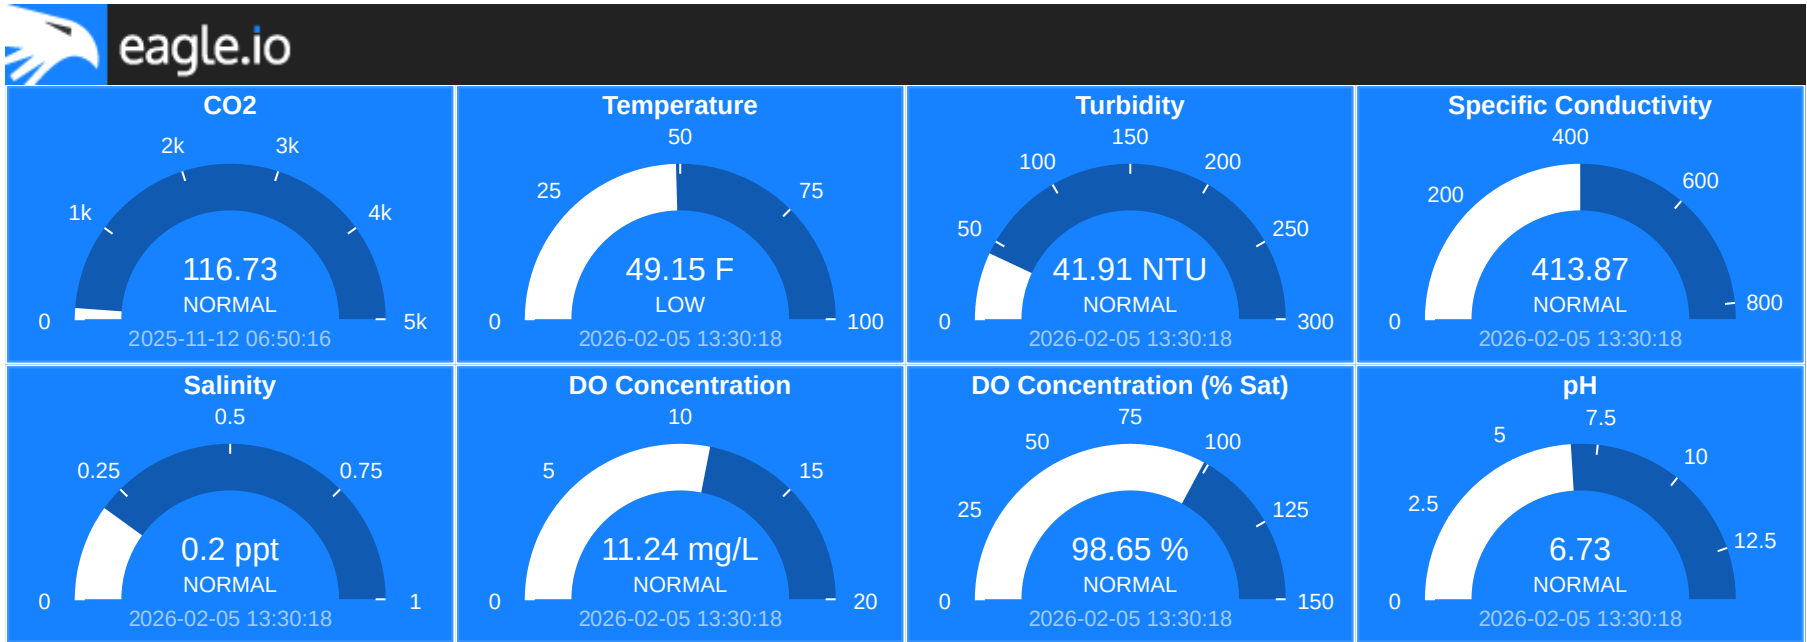 eagle.io
CO2
0
1k
2k
3k
4k
5k
116.73
NORMAL
2025-11-12 06:50:16
Temperature
0
25
50
75
100
49.15 F
LOW
2026-02-05 13:30:18
Turbidity
0
50
100
150
200
250
300
41.91 NTU
NORMAL
2026-02-05 13:30:18
Specific Conductivity
0
200
400
600
800
413.87
NORMAL
2026-02-05 13:30:18
Salinity
0
0.25
0.5
0.75
1
0.2 ppt
NORMAL
2026-02-05 13:30:18
DO Concentration
0
5
10
15
20
11.24 mg/L
NORMAL
2026-02-05 13:30:18
DO Concentration (% Sat)
0
25
50
75
100
125
150
98.65 %
NORMAL
2026-02-05 13:30:18
pH
0
2.5
5
7.5
10
12.5
6.73
NORMAL
2026-02-05 13:30:18